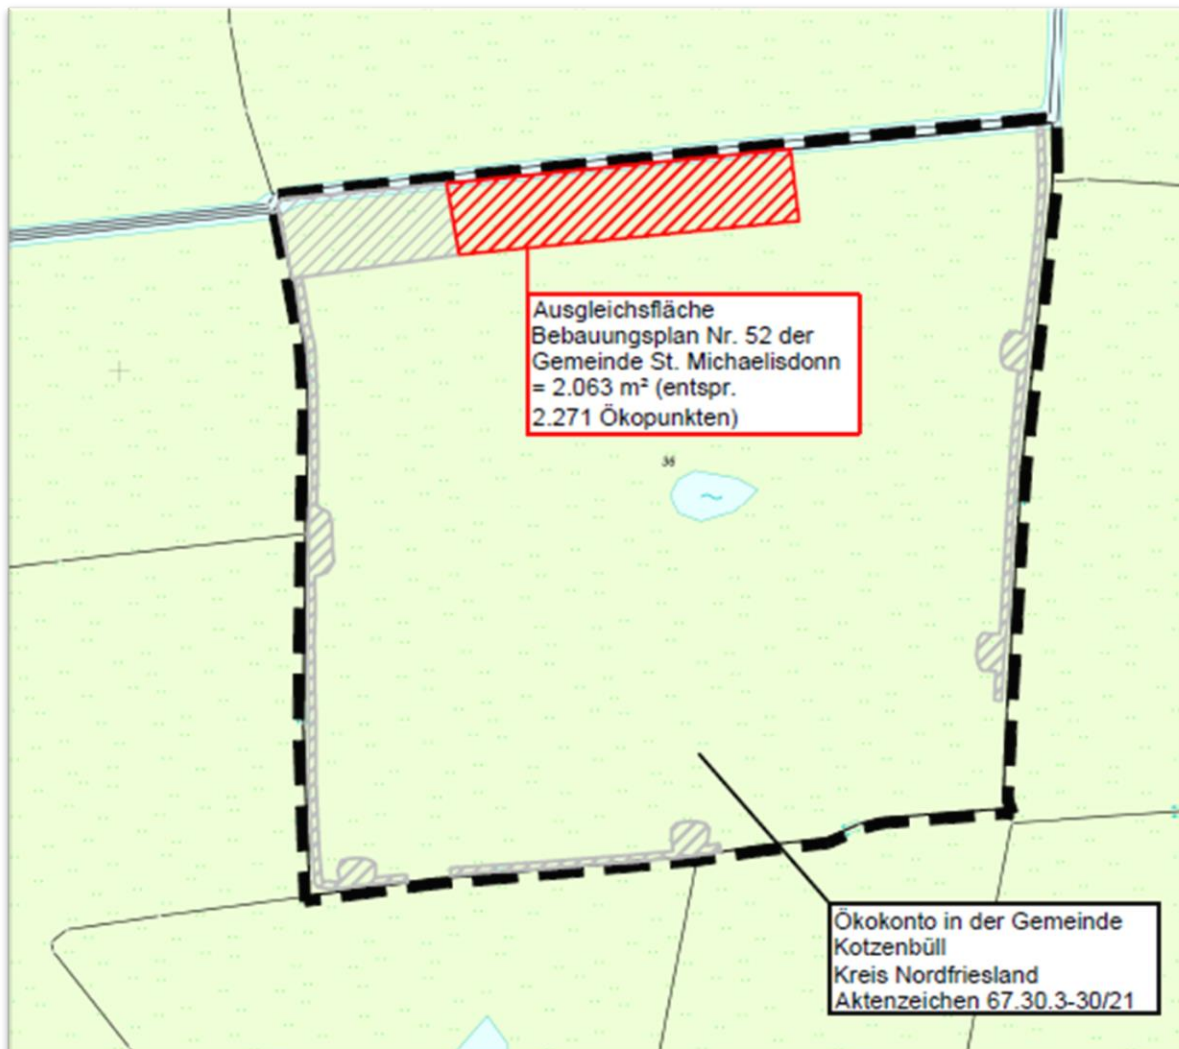 Ausgleichsfläche
Bebauungsplan Nr. 52 der
Gemeinde St. Michaelisdonn
= 2.063 m² (entspr.
2.271 Ökopunkten)
Ökokonto in der Gemeinde
Kotzenbüll
Kreis Nordfriesland
Aktenzeichen 67.30.3-30/21